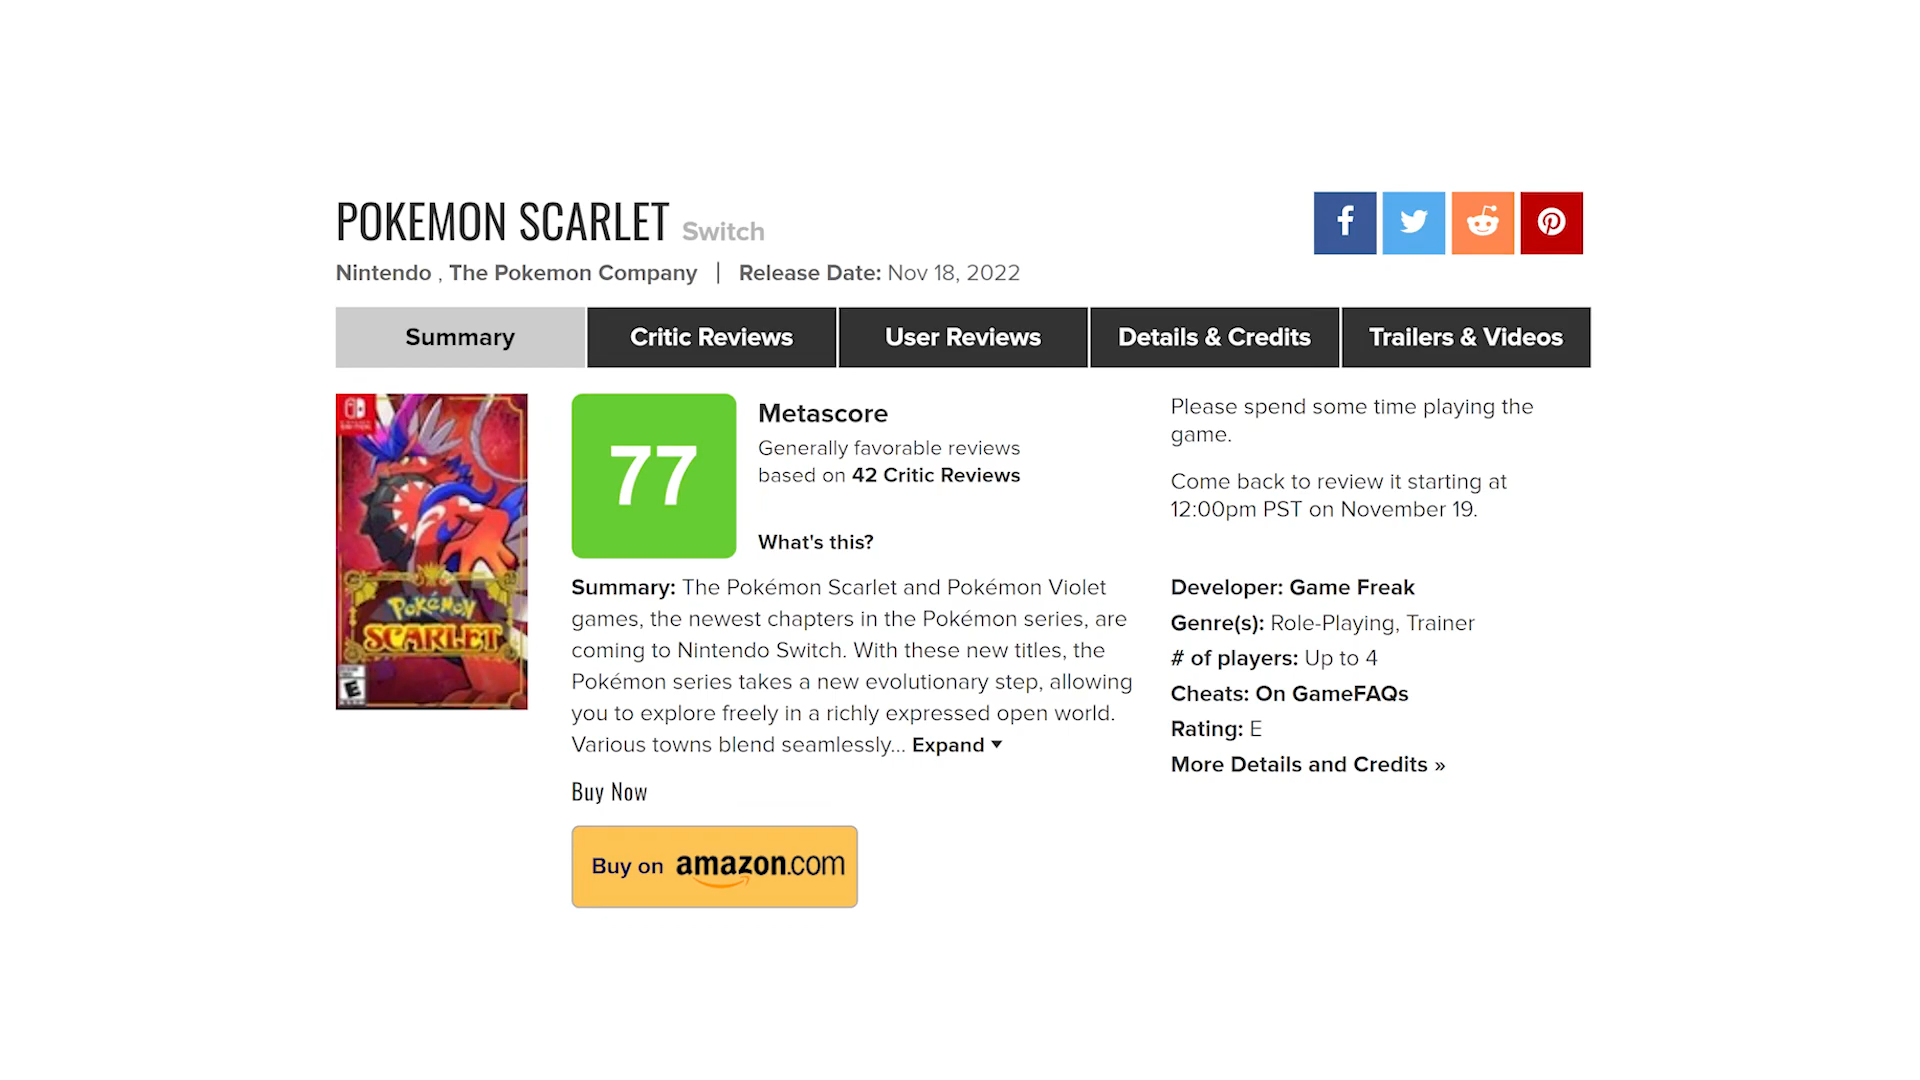 POKEMON SCARLET Switch
Nintendo , The Pokemon Company | Release Date: Nov 18, 2022
Summary
Critic Reviews
User Reviews
Details & Credits
Trailers & Videos
POKÉMON
SCARLET
E
77
Metascore
Generally favorable reviews
based on 42 Critic Reviews
What's this?
Please spend some time playing the
game.
Come back to review it starting at
12:00pm PST on November 19.
Summary: The Pokémon Scarlet and Pokémon Violet
games, the newest chapters in the Pokémon series, are
coming to Nintendo Switch. With these new titles, the
Pokémon series takes a new evolutionary step, allowing
you to explore freely in a richly expressed open world.
Various towns blend seamlessly... Expand ▼
Developer: Game Freak
Genre(s): Role-Playing, Trainer
# of players: Up to 4
Cheats: On GameFAQs
Rating: E
More Details and Credits »
Buy Now
Buy on amazon.com